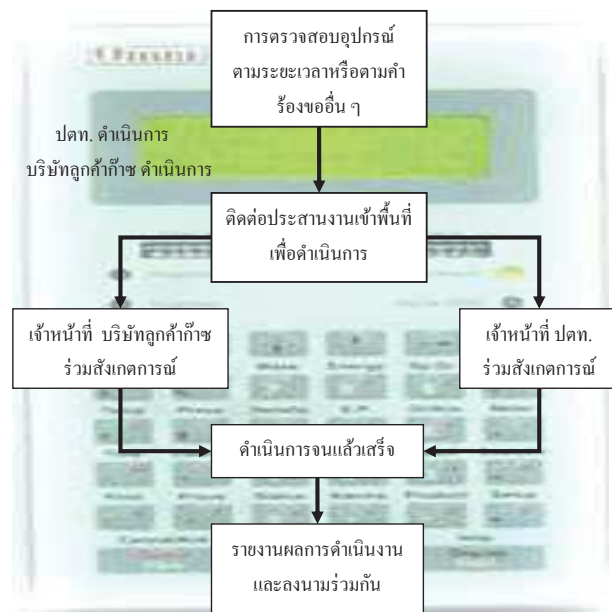 การตรวจสอบอุปกรณ์
ตามระยะเวลาหรือตามคำ
ร้องขออื่น ๆ
ปตท. ดำเนินการ
บริษัทลูกค้าก๊าซ ดำเนินการ
ติดต่อประสานงานเข้าพื้นที่
เพื่อดำเนินการ
เจ้าหน้าที่ บริษัทลูกค้าก๊าซ
ร่วมสังเกตการณ์
เจ้าหน้าที่ ปตท.
ร่วมสังเกตการณ์
ดำเนินการจนแล้วเสร็จ
รายงานผลการดำเนินงาน
และลงนามร่วมกัน